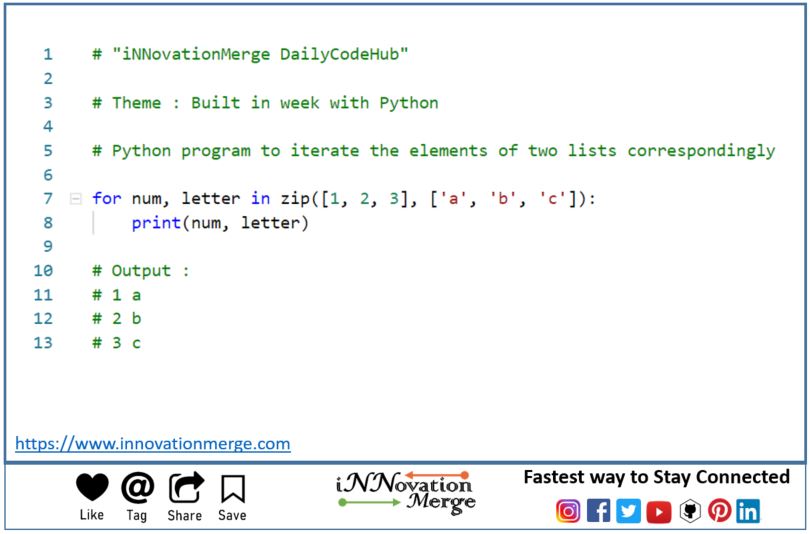 1 # "iNNovationMerge DailyCodeHub"
2
3 # Theme : Built in week with Python
4
5 # Python program to iterate the elements of two lists correspondingly
6
7 for num, letter in zip([1, 2, 3], ['a', 'b', 'c']):
8     print(num, letter)
9
10 # Output :
11 # 1 a
12 # 2 b
13 # 3 c
https://www.innovationmerge.com
Like Tag Share Save
iNNovation
Merge
Fastest way to Stay Connected